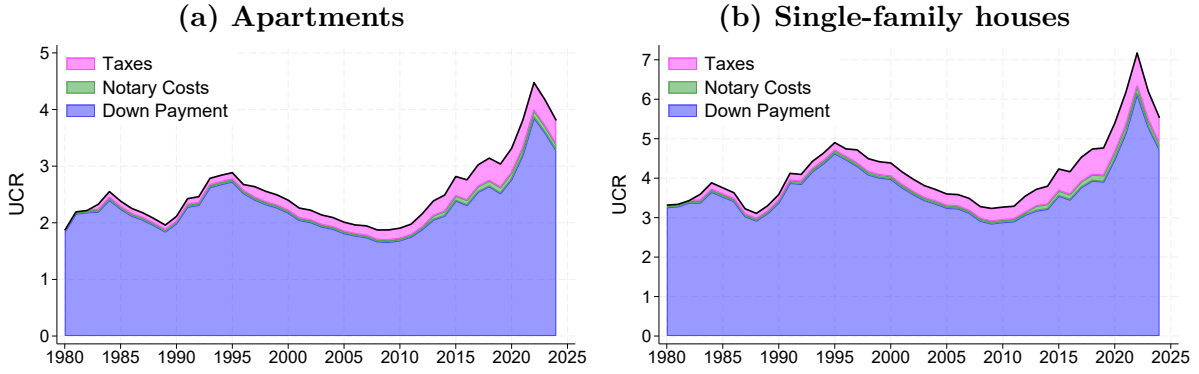 (a) Apartments
UCR
5
4
3
2
1
0
Taxes
Notary Costs
Down Payment
1980 1985 1990 1995 2000 2005 2010 2015 2020 2025
(b) Single-family houses
UCR
7
6
5
4
3
2
1
0
Taxes
Notary Costs
Down Payment
1980 1985 1990 1995 2000 2005 2010 2015 2020 2025